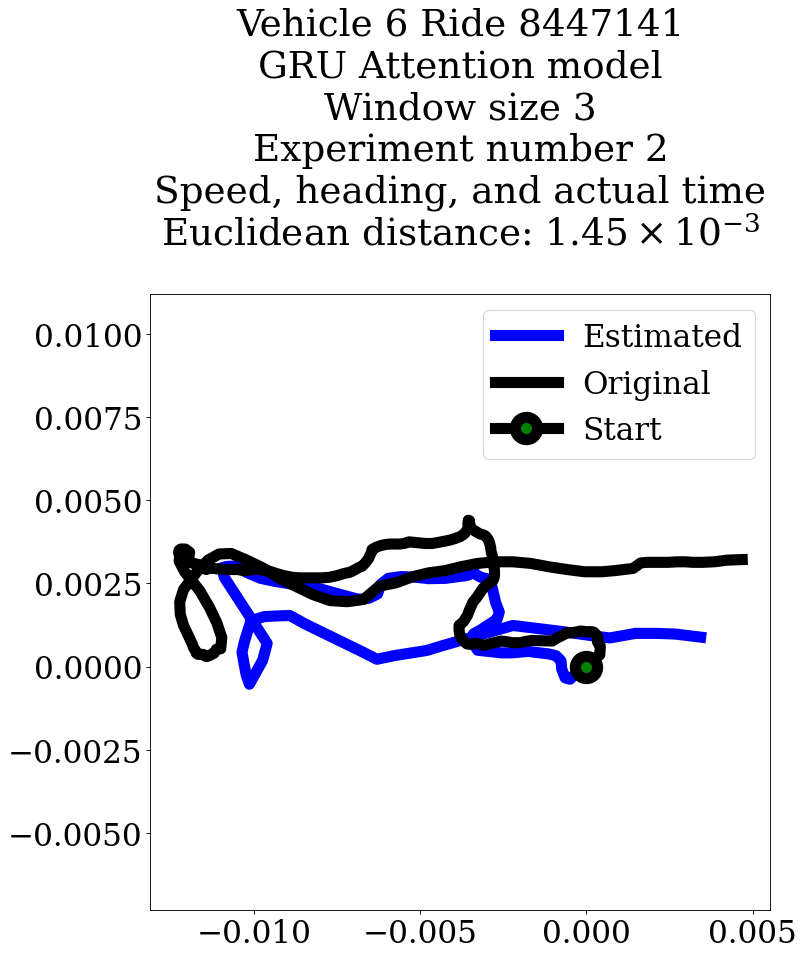 Vehicle 6 Ride 8447141
GRU Attention model
Window size 3
Experiment number 2
Speed, heading, and actual time
Euclidean distance: 1.45 × 10⁻³
Estimated
Original
Start
0.0100
0.0075
0.0050
0.0025
0.0000
−0.0025
−0.0050
−0.010
−0.005
0.000
0.005